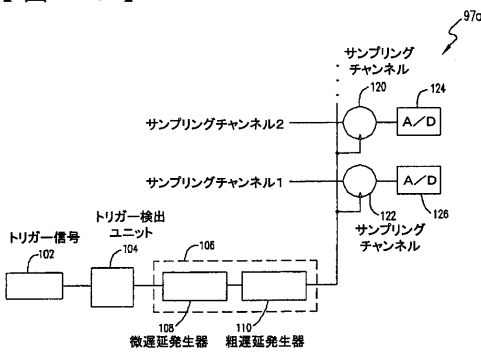 97a
サンプリング
チャンネル
120
124
サンプリングチャンネル2
A/D
サンプリングチャンネル1
A/D
122
126
サンプリング
チャンネル
トリガー検出
ユニット
トリガー信号
102
104
106
108
微遅延発生器
110
粗遅延発生器